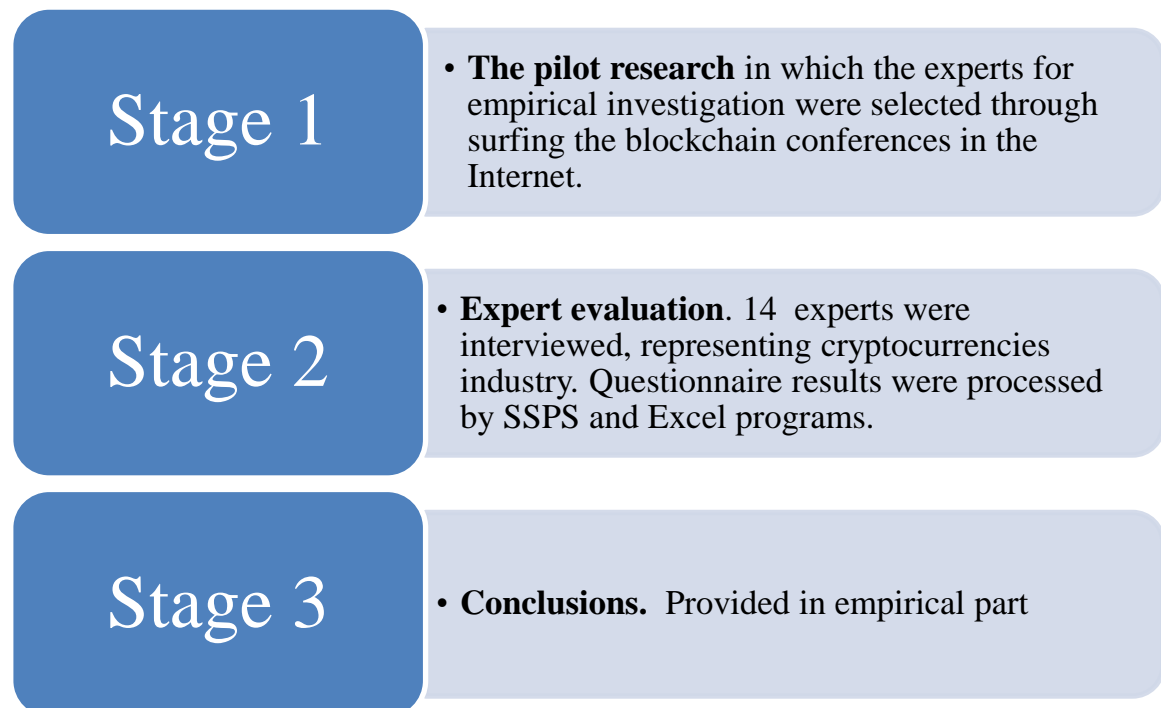 Stage 1
• The pilot research in which the experts for
empirical investigation were selected through
surfing the blockchain conferences in the
Internet.
Stage 2
• Expert evaluation. 14 experts were
interviewed, representing cryptocurrencies
industry. Questionnaire results were processed
by SSPS and Excel programs.
Stage 3
• Conclusions. Provided in empirical part